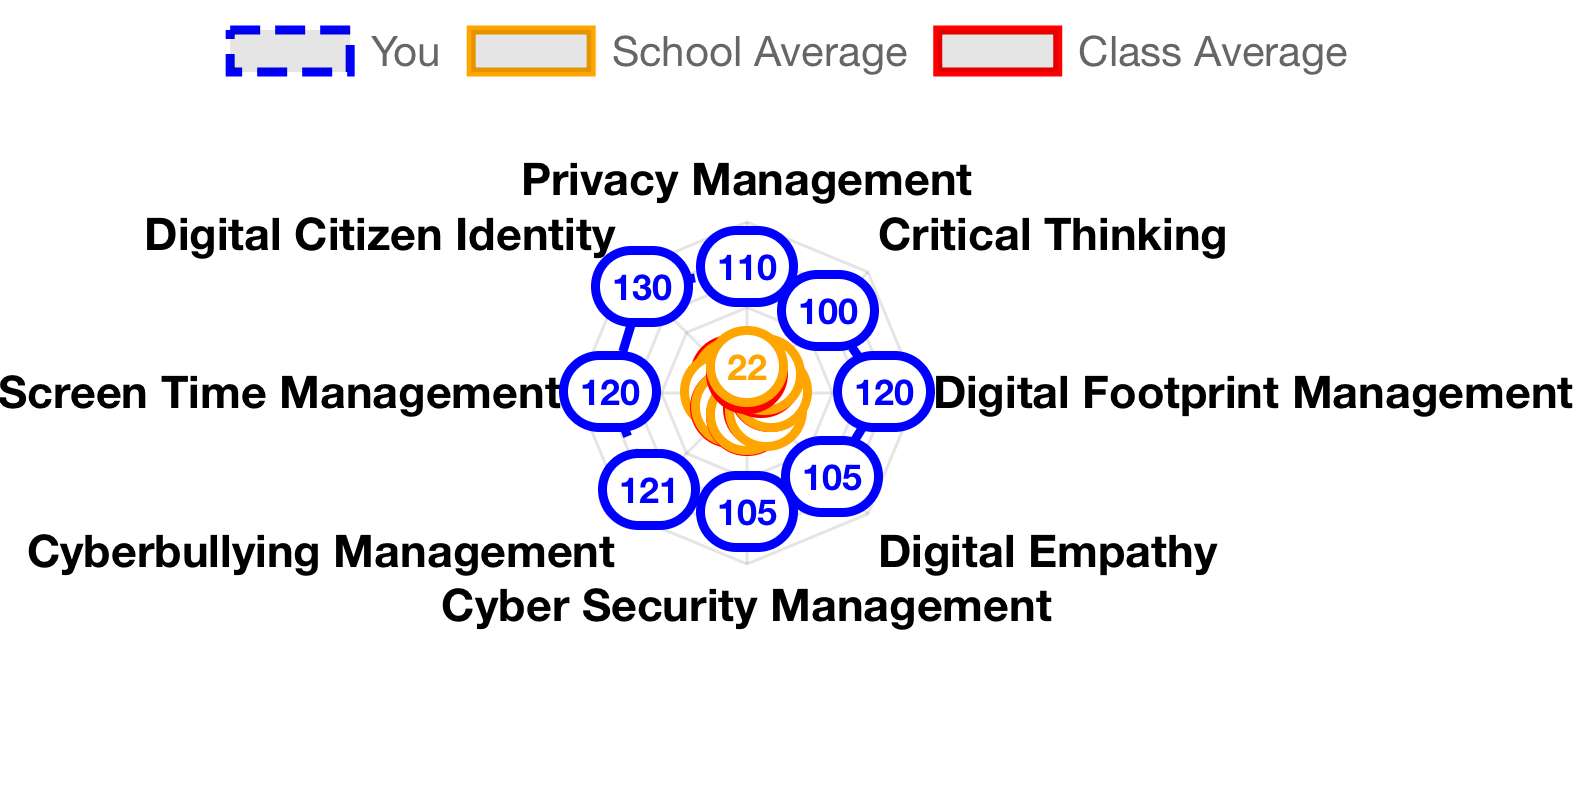 You School Average Class Average
Privacy Management
Digital Citizen Identity Critical Thinking
110
130
100
22
Screen Time Management 120 120 Digital Footprint Management
105
121
105
Cyberbullying Management Digital Empathy
Cyber Security Management